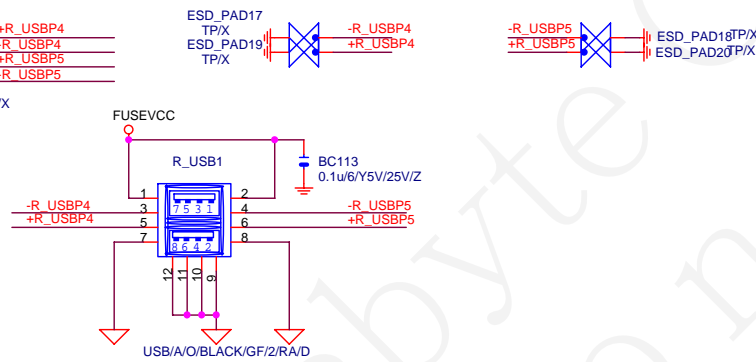 ESD_PAD17
TP/X
ESD_PAD19
TP/X
-R_USBP4
+R_USBP4
-R_USBP5
+R_USBP5
ESD_PAD18 TP/X
ESD_PAD20 TP/X
+R_USBP4
-R_USBP4
+R_USBP5
-R_USBP5
/X
FUSEVCC
R_USB1
BC113
0.1u/6/Y5V/25V/Z
1 2
-R_USBP4 3 4 -R_USBP5
+R_USBP4 5 6 +R_USBP5
7 8
7 5 3 1
8 6 4 2
12 11 10 9
USB/A/O/BLACK/GF/2/RA/D